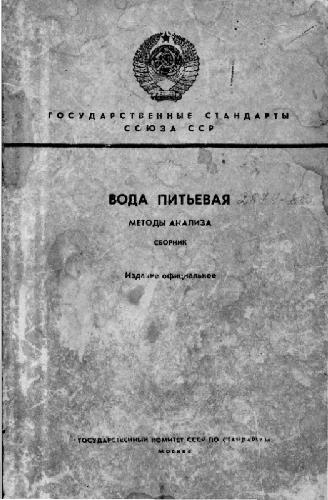 ГОСУДАРСТВЕННЫЕ СТАНДАРТЫ
СОЮЗА ССР
ВОДА ПИТЬЕВАЯ
МЕТОДЫ АНАЛИЗА
СБОРНИК
Издание официальное
ГОСУДАРСТВЕННЫЙ КОМИТЕТ СССР ПО СТАНДАРТАМ
МОСКВА